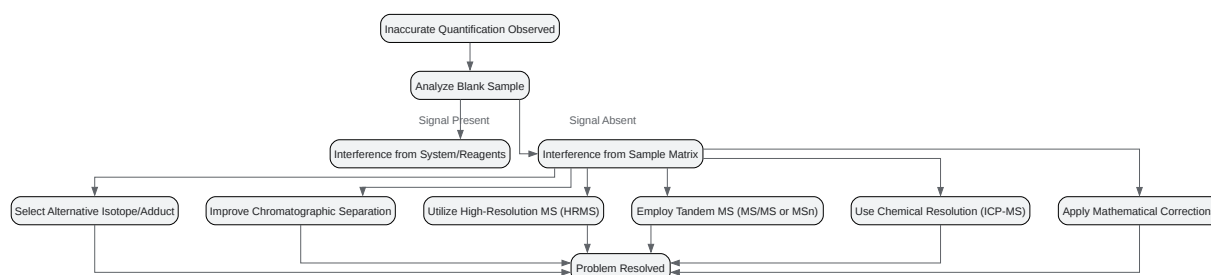 Inaccurate Quantification Observed
Analyze Blank Sample
Signal Present
Signal Absent
Interference from System/Reagents
Interference from Sample Matrix
Select Alternative Isotope/Adduct
Improve Chromatographic Separation
Utilize High-Resolution MS (HRMS)
Employ Tandem MS (MS/MS or MSn)
Use Chemical Resolution (ICP-MS)
Apply Mathematical Correction
Problem Resolved